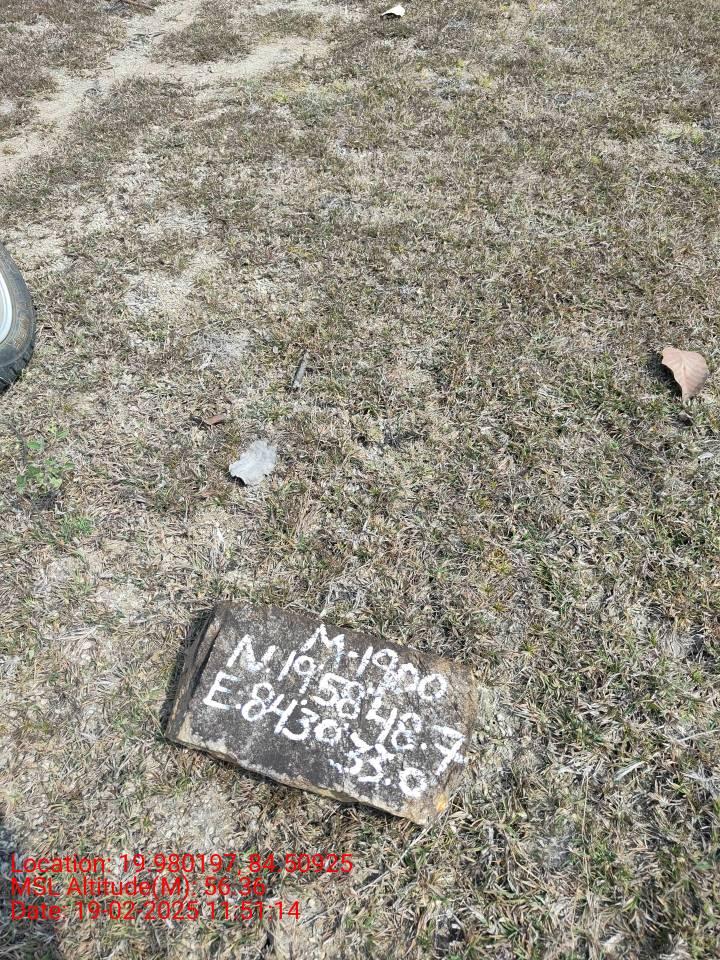 M-1900
N.19.58.48.7
E.84.30.33.0
Location: 19.980197, 84.50925
MSL Altitude(M): 56.36
Date: 19-02-2025 11:51:14